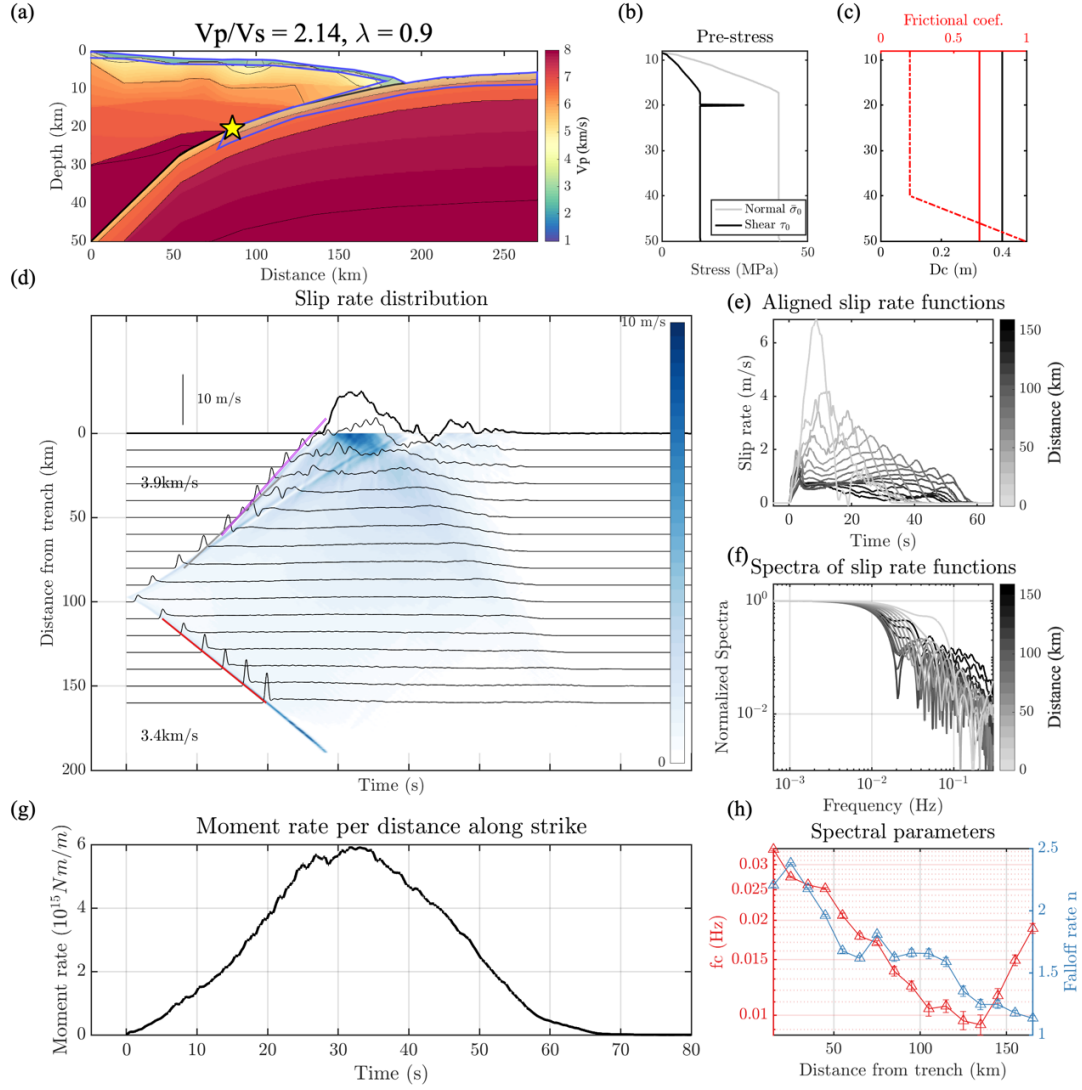 (a)
Vp/Vs = 2.14, λ = 0.9
0
10
20
30
40
50
Depth (km)
0
50
100
150
200
250
Distance (km)
8
7
6
5
4
3
2
1
Vp (km/s)
(b)
Pre-stress
10
20
30
40
50
Normal σ̄₀
Shear τ₀
0
50
Stress (MPa)
(c)
Frictional coef.
0
0.5
1
10
20
30
40
50
0
0.2
0.4
Dc (m)
(d)
Slip rate distribution
10 m/s
10 m/s
0
50
100
150
200
Distance from trench (km)
3.9km/s
3.4km/s
0
Time (s)
(e)
Aligned slip rate functions
6
4
2
0
Slip rate (m/s)
0
20
40
60
Time (s)
150
100
50
0
Distance (km)
(f)
Spectra of slip rate functions
10⁰
10⁻²
Normalized Spectra
10⁻³
10⁻²
10⁻¹
Frequency (Hz)
150
100
50
0
Distance (km)
(g)
Moment rate per distance along strike
6
4
2
0
Moment rate (10¹⁵Nm/m)
0
10
20
30
40
50
60
70
80
Time (s)
(h)
Spectral parameters
0.03
0.025
0.02
0.015
0.01
fc (Hz)
2.5
2
1.5
1
Falloff rate n
50
100
150
Distance from trench (km)